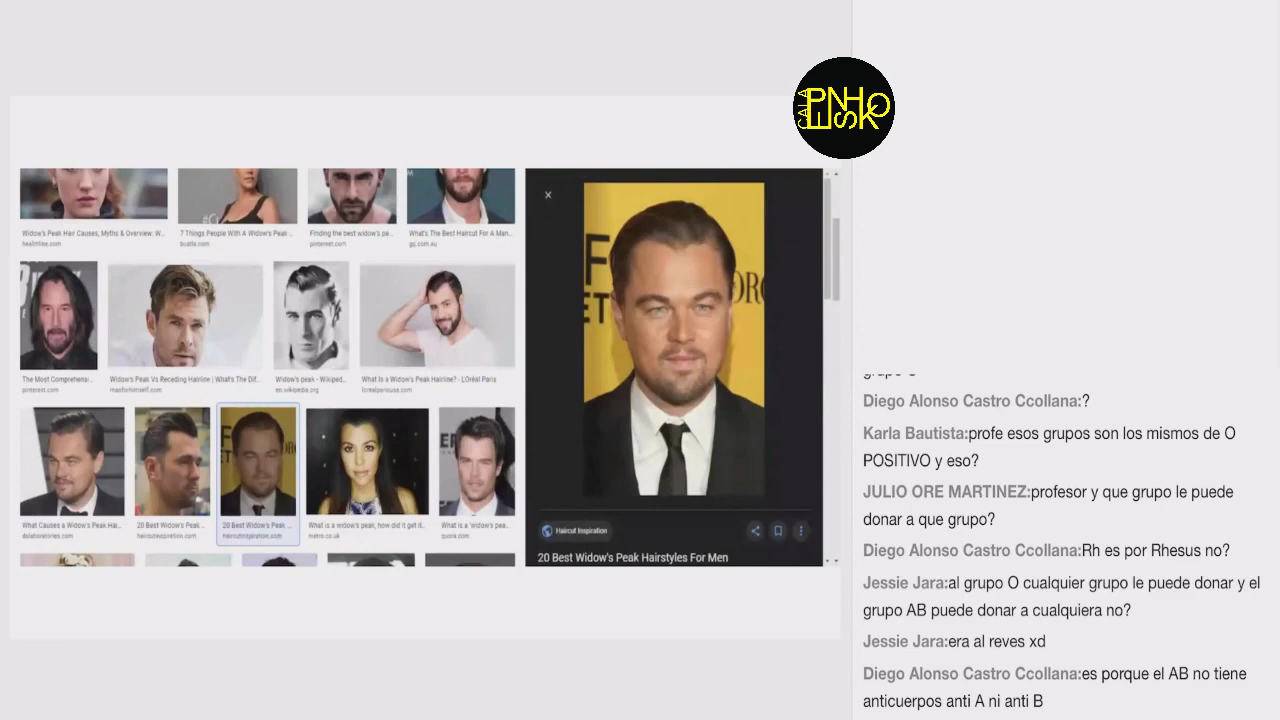 CALA
PENHOESK
#C
M
Widow's Peak Hair Causes, Myths & Overview: W...
healthline.com
7 Things People With A Widow's Peak ...
bustle.com
Finding the best widow's pe...
pinterest.com
What's The Best Haircut For A Man...
gq.com.au
The Most Comprehensi...
pinterest.com
Widow's Peak Vs Receding Hairline | What's The Dif...
manforhimself.com
Widow's peak - Wikiped...
en.wikipedia.org
What Is a Widow's Peak Hairline? - L'Oréal Paris
lorealparisusa.com
What Causes a Widow's Peak Hai...
dslaboratories.com
20 Best Widow's Peak ...
haircutinspiration.com
20 Best Widow's Peak ...
haircutinspiration.com
What is a widow's peak, how did it get it...
metro.co.uk
What is a 'widow's pea...
quora.com
×
F
ET
ORO
Haircut Inspiration
20 Best Widow's Peak Hairstyles For Men
grupo O
Diego Alonso Castro Ccollana:?
Karla Bautista:profe esos grupos son los mismos de O
POSITIVO y eso?
JULIO ORE MARTINEZ:profesor y que grupo le puede
donar a que grupo?
Diego Alonso Castro Ccollana:Rh es por Rhesus no?
Jessie Jara:al grupo O cualquier grupo le puede donar y el
grupo AB puede donar a cualquiera no?
Jessie Jara:era al reves xd
Diego Alonso Castro Ccollana:es porque el AB no tiene
anticuerpos anti A ni anti B